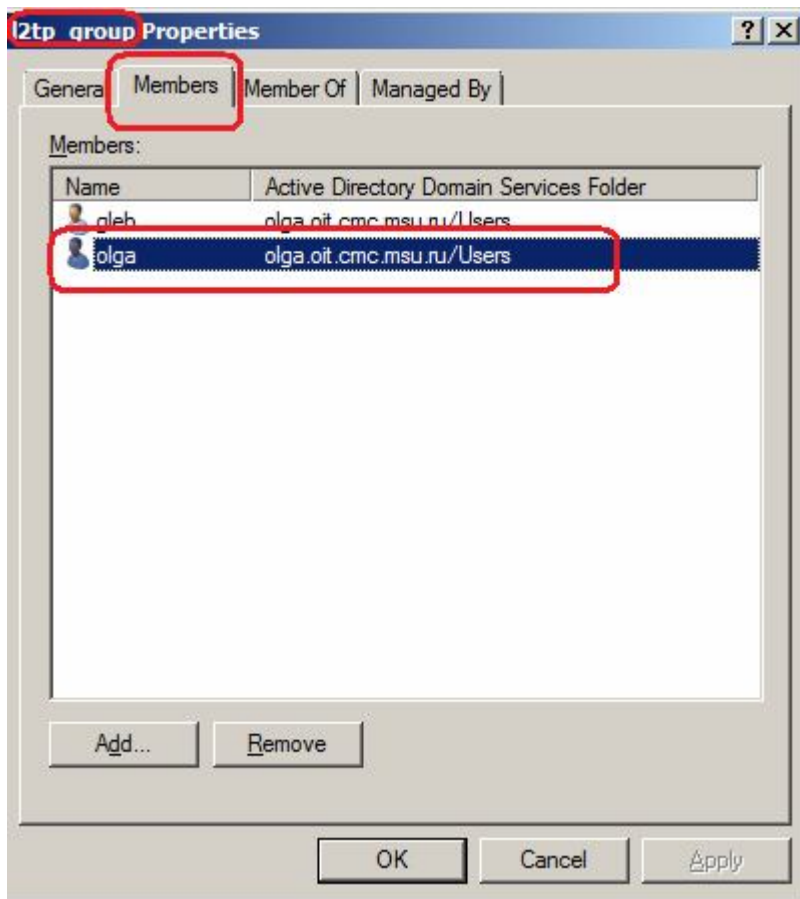 l2tp_group Properties ? X
General Members Member Of Managed By
Members:
Name Active Directory Domain Services Folder
gleb olga.oit.cmc.msu.ru/Users
olga olga.oit.cmc.msu.ru/Users
Add... Remove
OK Cancel Apply